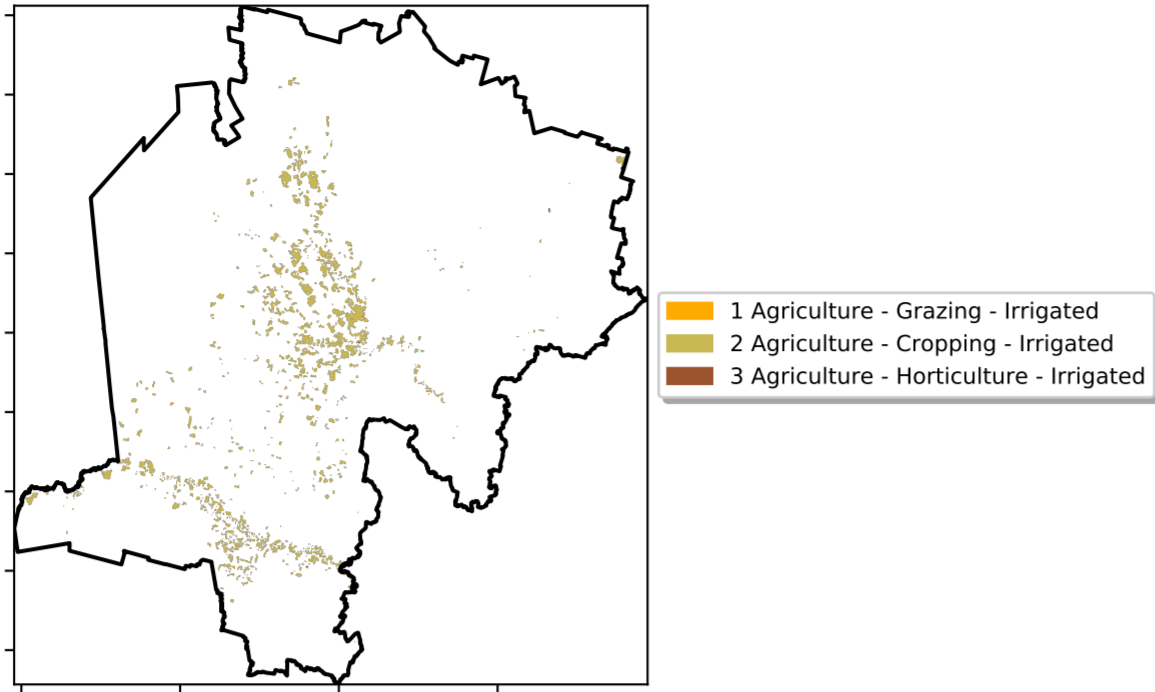 1 Agriculture - Grazing - Irrigated
2 Agriculture - Cropping - Irrigated
3 Agriculture - Horticulture - Irrigated